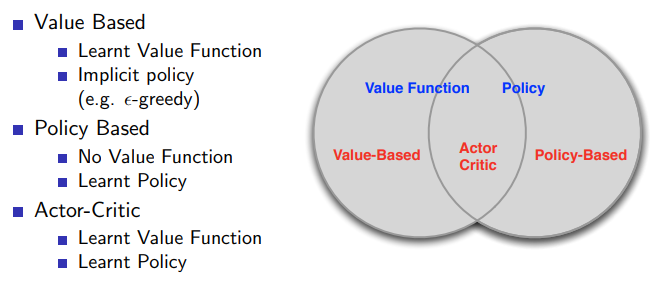 Value Based
Learnt Value Function
Implicit policy
(e.g. ϵ-greedy)
Policy Based
No Value Function
Learnt Policy
Actor-Critic
Learnt Value Function
Learnt Policy
Value Function
Policy
Value-Based
Actor
Critic
Policy-Based